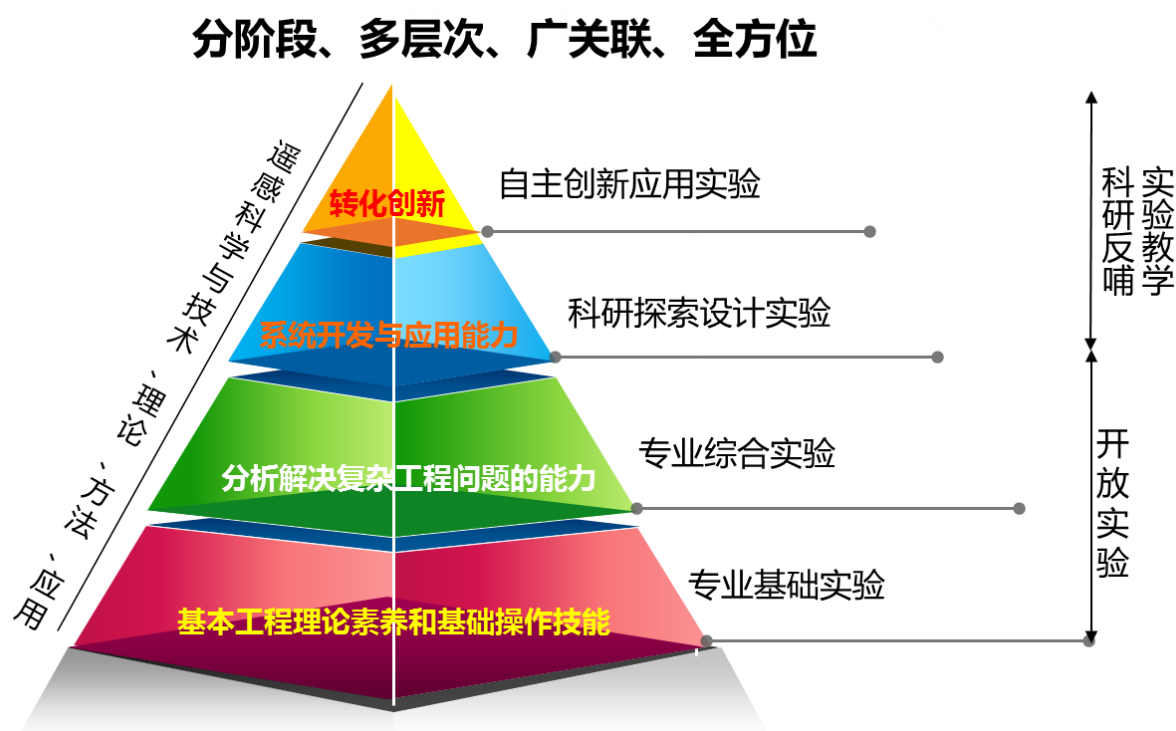 分阶段、多层次、广关联、全方位
遥感科学与技术、理论、方法、应用
转化创新
自主创新应用实验
系统开发与应用能力
科研探索设计实验
分析解决复杂工程问题的能力
专业综合实验
基本工程理论素养和基础操作技能
专业基础实验
科研反哺
实验教学
开放实验